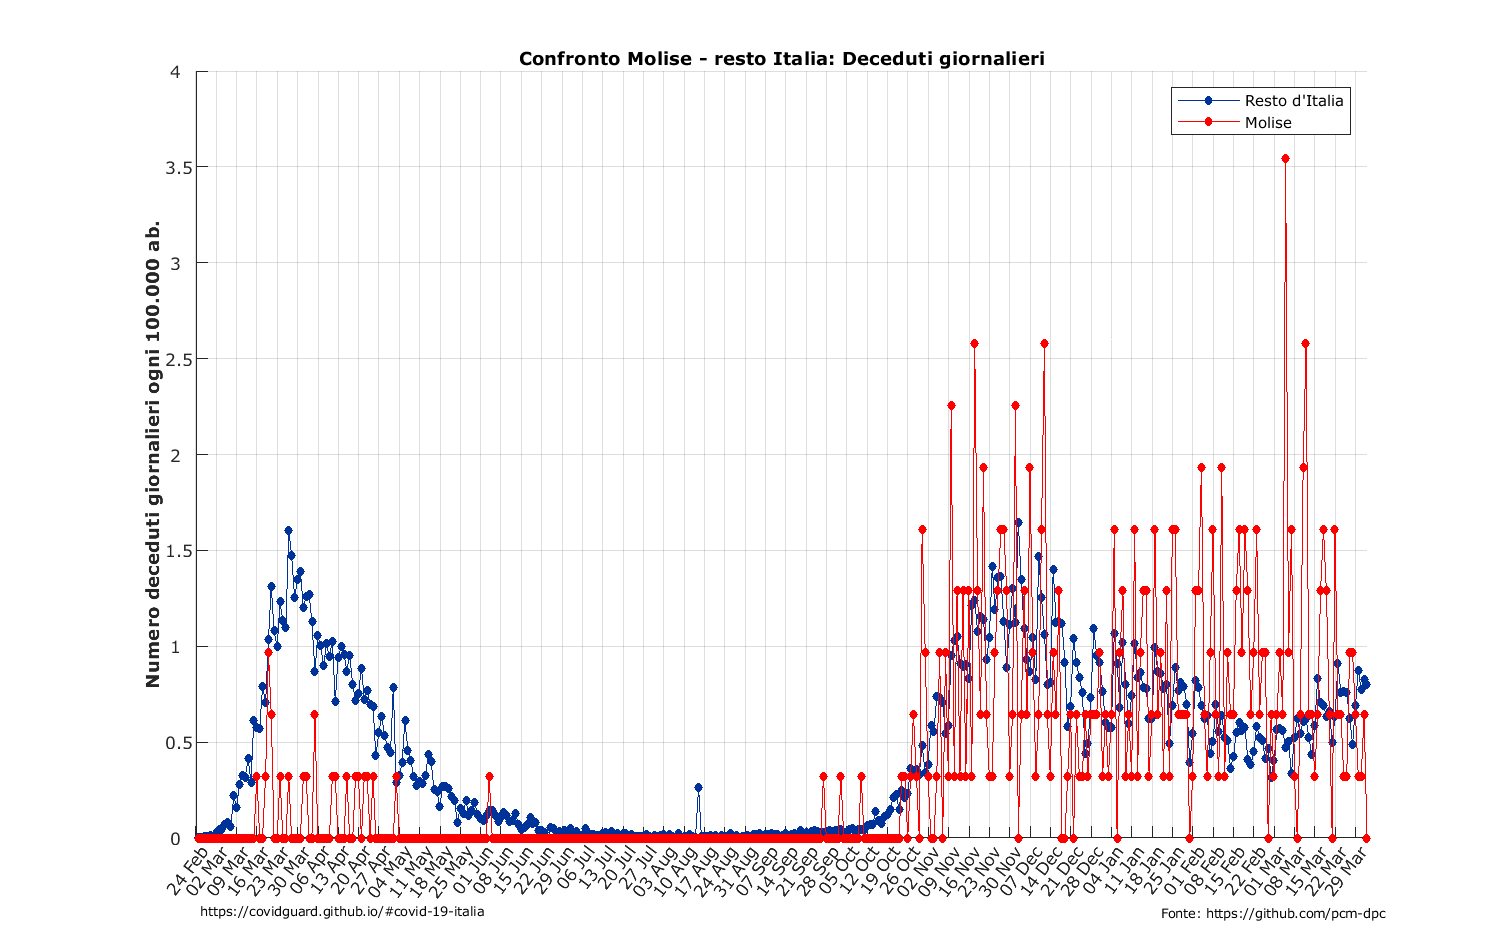 Confronto Molise - resto Italia: Deceduti giornalieri
Resto d'Italia
Molise
Numero deceduti giornalieri ogni 100.000 ab.
4
3.5
3
2.5
2
1.5
1
0.5
0
24 Feb
02 Mar
09 Mar
16 Mar
23 Mar
30 Mar
06 Apr
13 Apr
20 Apr
27 Apr
04 May
11 May
18 May
25 May
01 Jun
08 Jun
15 Jun
22 Jun
29 Jun
06 Jul
13 Jul
20 Jul
27 Jul
03 Aug
10 Aug
17 Aug
24 Aug
31 Aug
07 Sep
14 Sep
21 Sep
28 Sep
05 Oct
12 Oct
19 Oct
26 Oct
02 Nov
09 Nov
16 Nov
23 Nov
30 Nov
07 Dec
14 Dec
21 Dec
28 Dec
04 Jan
11 Jan
18 Jan
25 Jan
01 Feb
08 Feb
15 Feb
22 Feb
01 Mar
08 Mar
15 Mar
22 Mar
29 Mar
https://covidguard.github.io/#covid-19-italia
Fonte: https://github.com/pcm-dpc